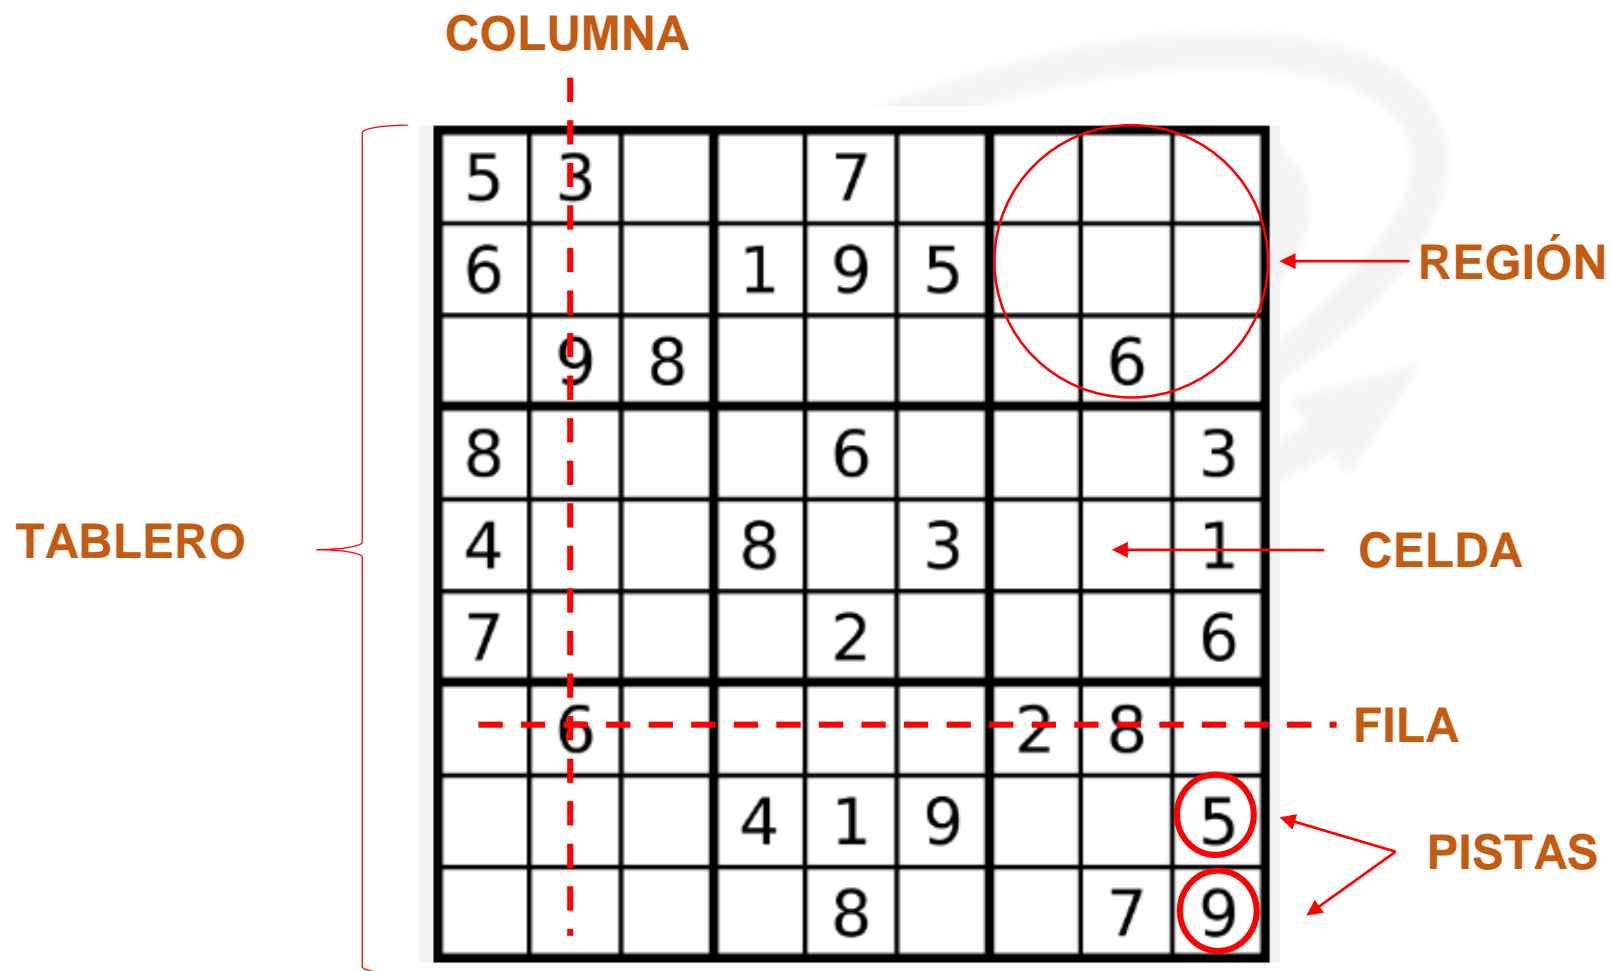 COLUMNA
5 3 7
6 1 9 5
REGIÓN
9 8 6
8 6 3
TABLERO
4 8 3 1
CELDA
7 2 6
6 2 8
FILA
4 1 9 5
PISTAS
8 7 9